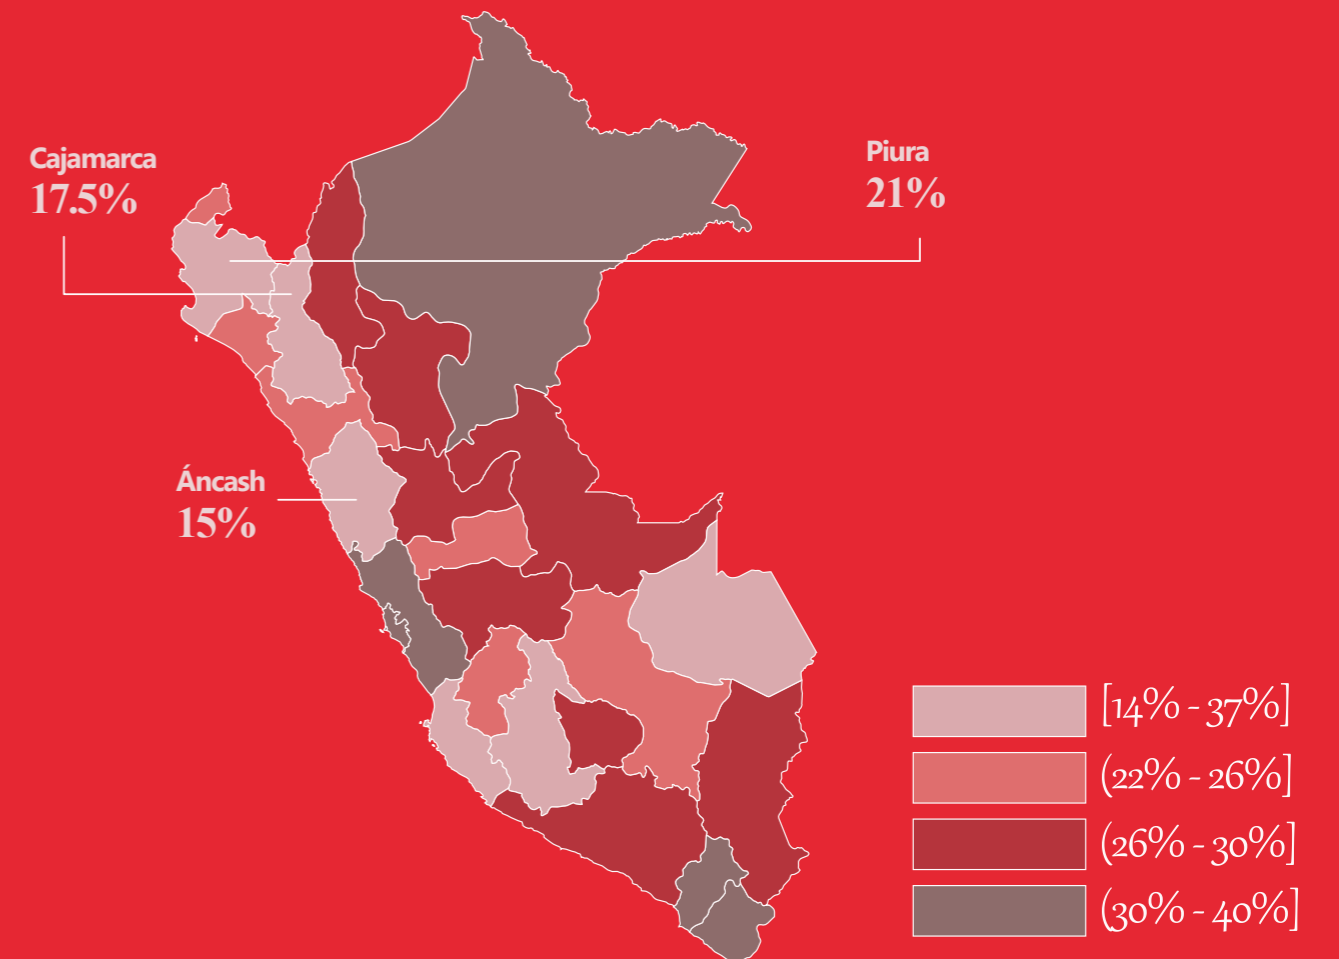 Cajamarca
17.5%
Piura
21%
Áncash
15%
[14% - 37%]
(22% - 26%]
(26% - 30%]
(30% - 40%]